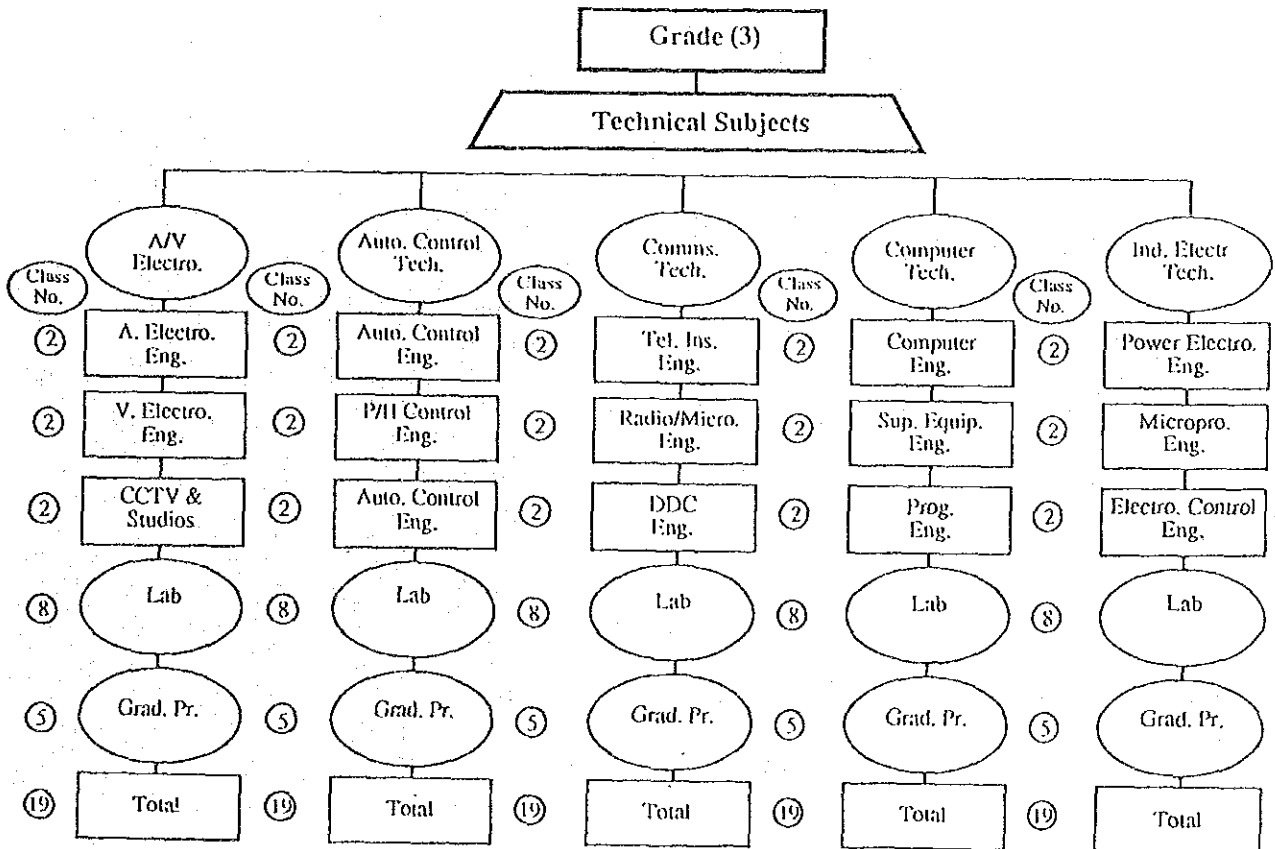 Grade (3)
Technical Subjects
A/V
Electro.
Auto. Control
Tech.
Comms.
Tech.
Computer
Tech.
Ind. Electr
Tech.
Class
No.
Class
No.
Class
No.
Class
No.
Class
No.
2
A. Electro.
Eng.
2
Auto. Control
Eng.
2
Tel. Ins.
Eng.
2
Computer
Eng.
2
Power Electro.
Eng.
2
V. Electro.
Eng.
2
P/H Control
Eng.
2
Radio/Micro.
Eng.
2
Sup. Equip.
Eng.
2
Micropro.
Eng.
2
CCTV &
Studios
2
Auto. Control
Eng.
2
DDC
Eng.
2
Prog.
Eng.
2
Electro. Control
Eng.
8
Lab
8
Lab
8
Lab
8
Lab
8
Lab
5
Grad. Pr.
5
Grad. Pr.
5
Grad. Pr.
5
Grad. Pr.
5
Grad. Pr.
19
Total
19
Total
19
Total
19
Total
19
Total